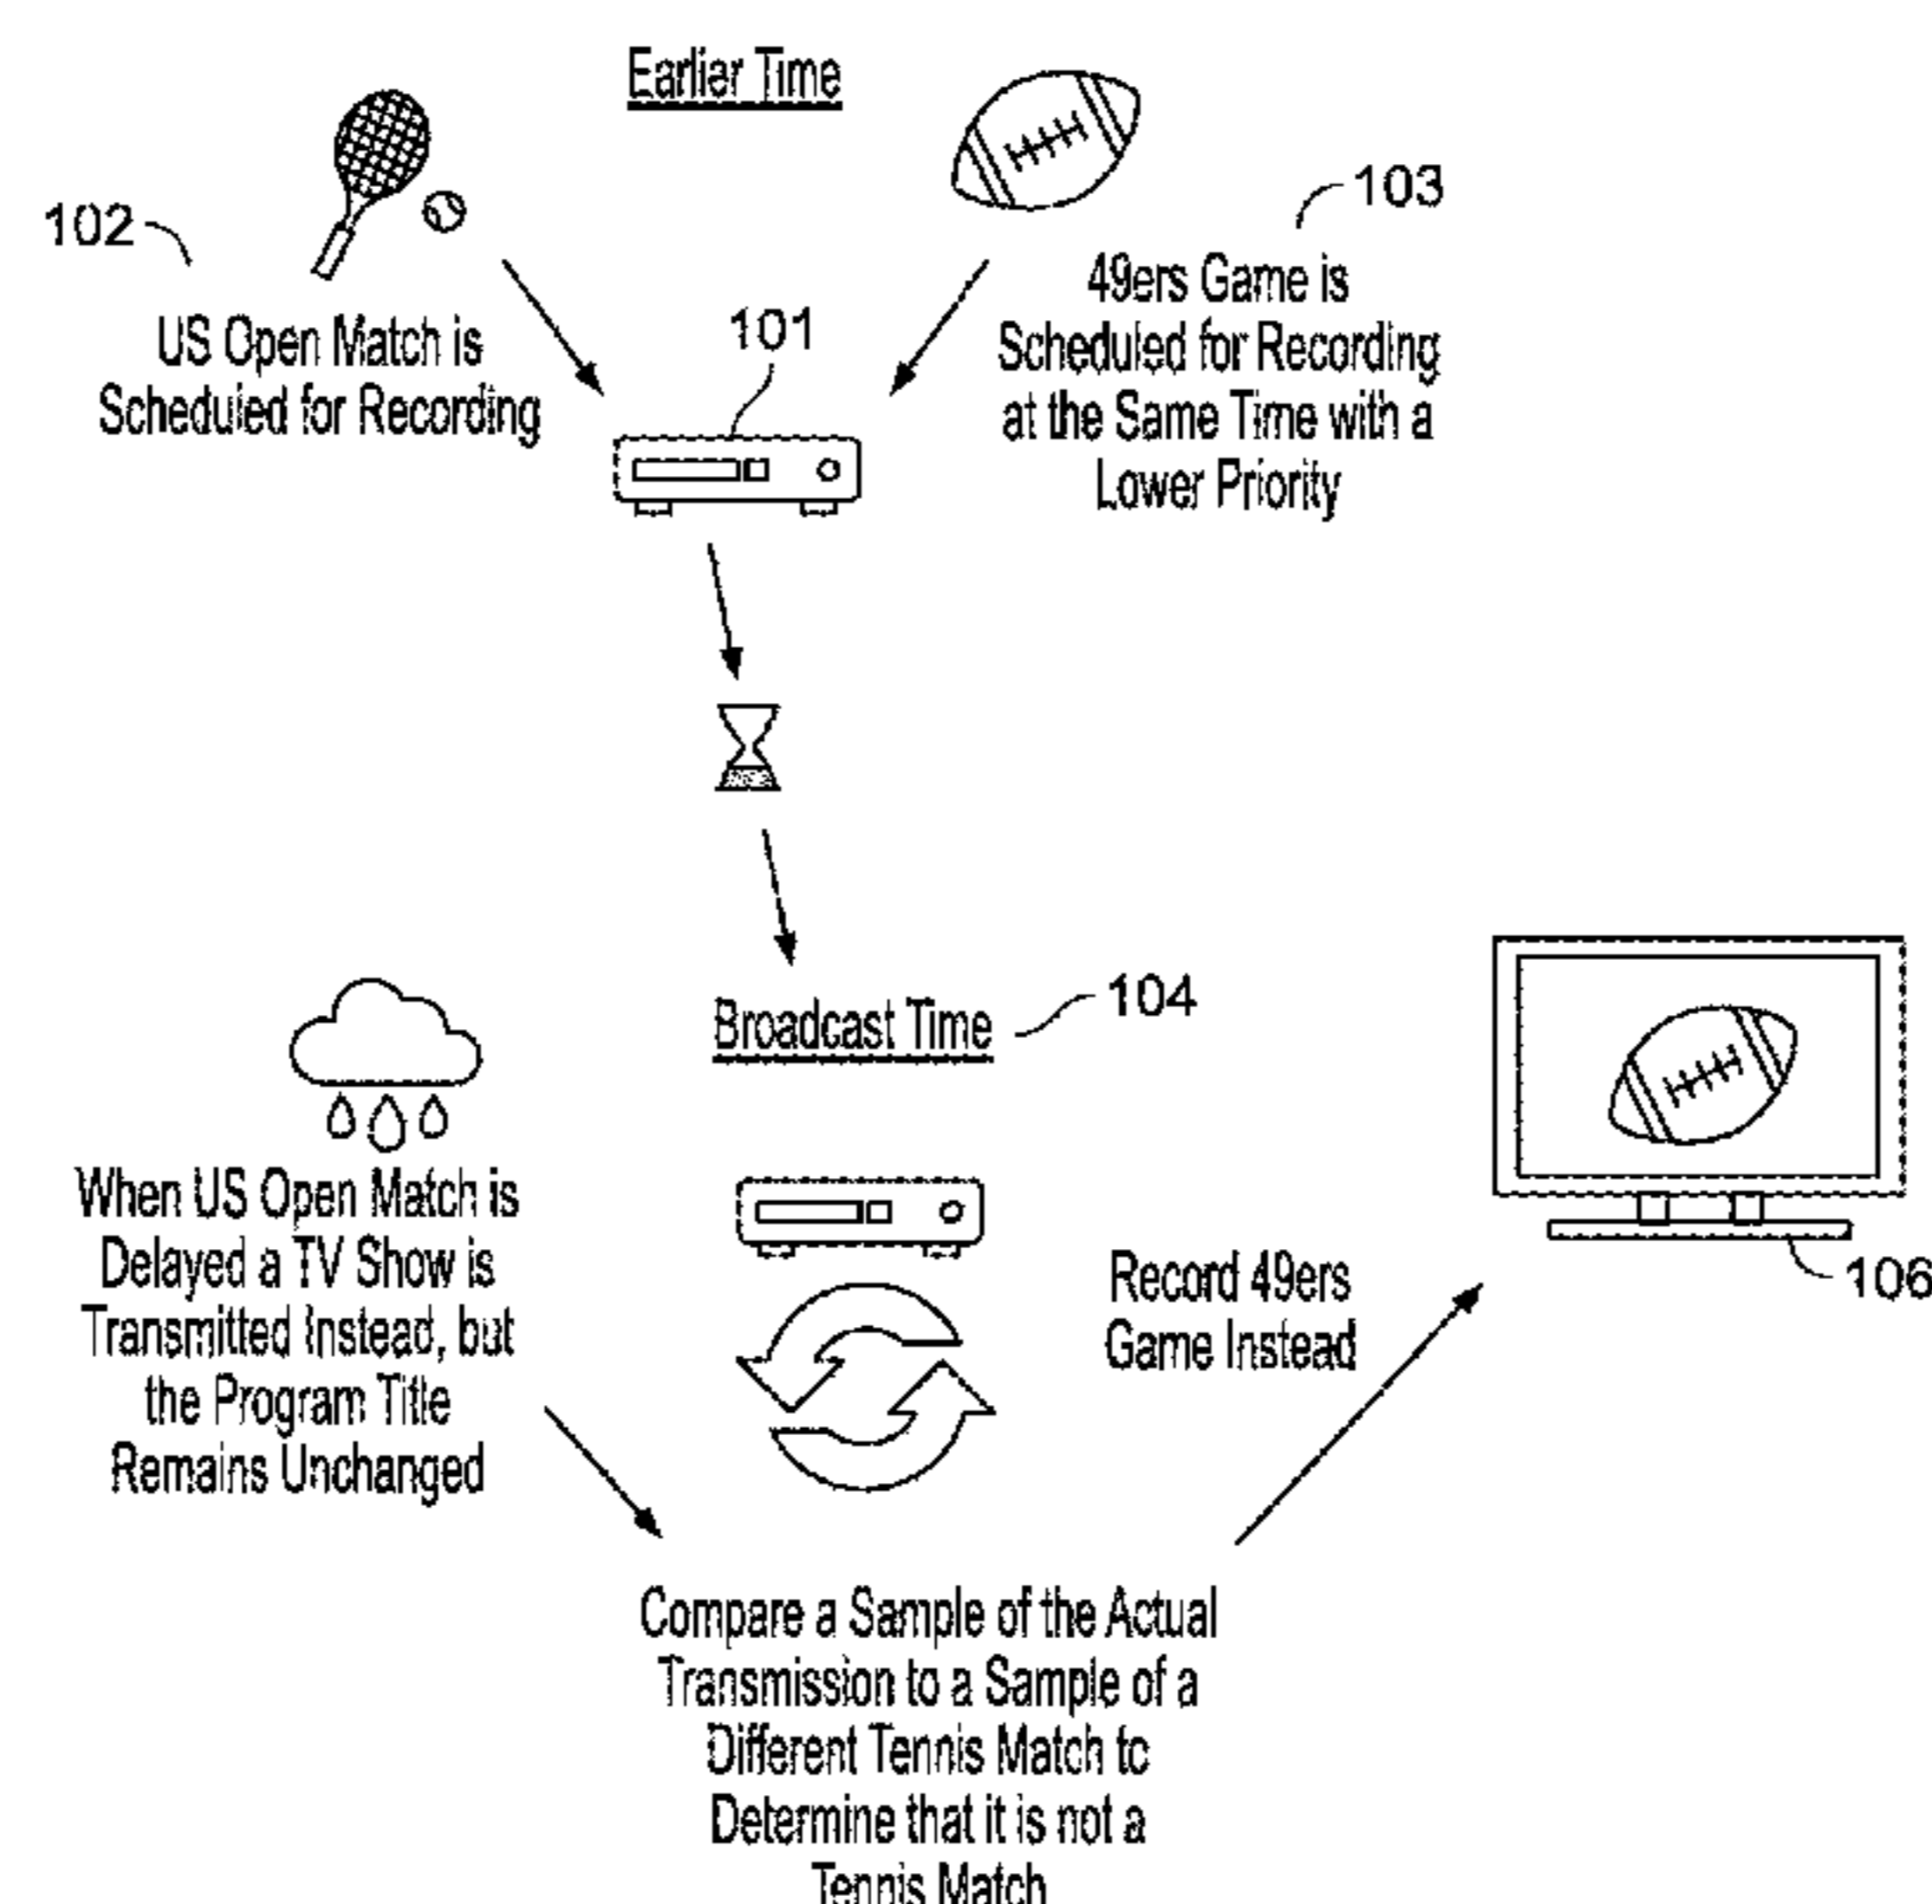 Earlier Time
102
103
US Open Match is
Scheduled for Recording
101
49ers Game is
Scheduled for Recording
at the Same Time with a
Lower Priority
Broadcast Time
104
When US Open Match is
Delayed a TV Show is
Transmitted Instead, but
the Program Title
Remains Unchanged
Record 49ers
Game Instead
106
Compare a Sample of the Actual
Transmission to a Sample of a
Different Tennis Match to
Determine that it is not a
Tennis Match